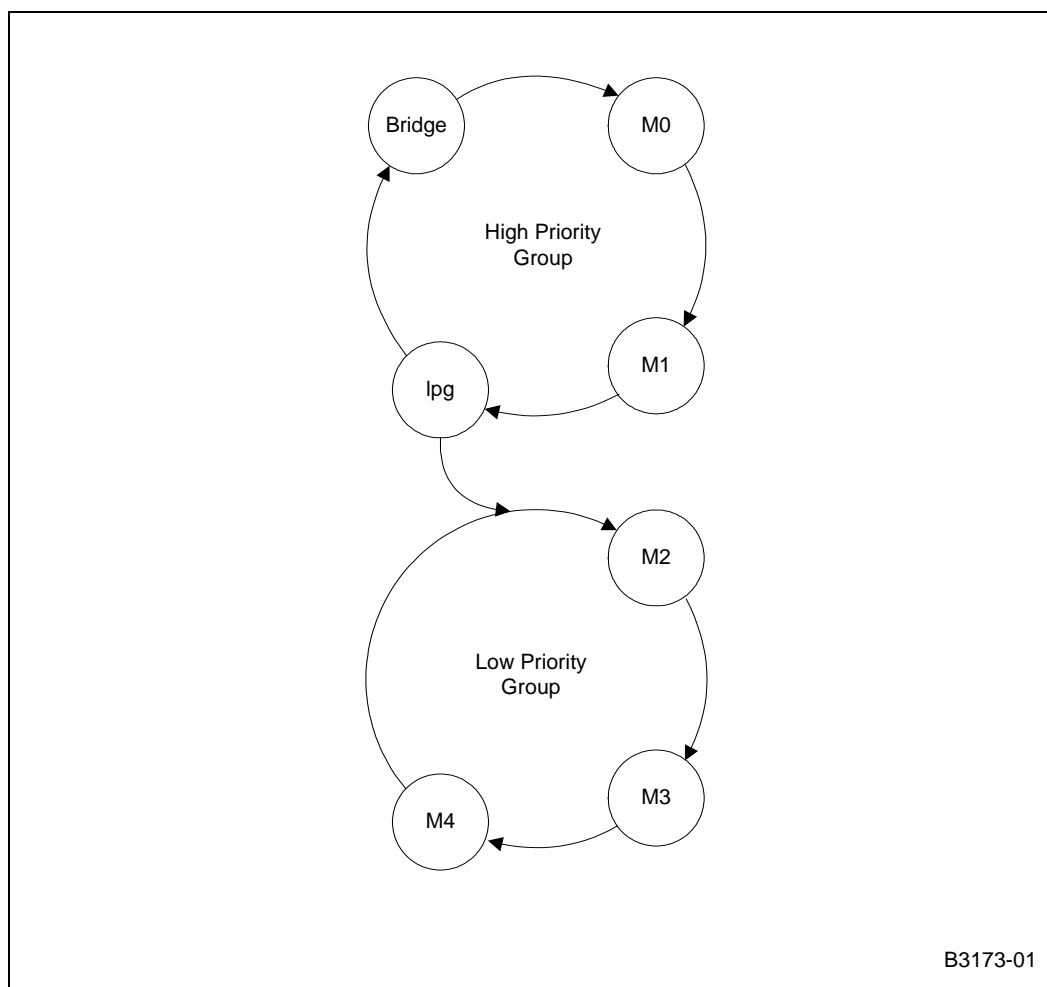 Bridge
M0
High Priority
Group
M1
lpg
M2
Low Priority
Group
M3
M4
B3173-01